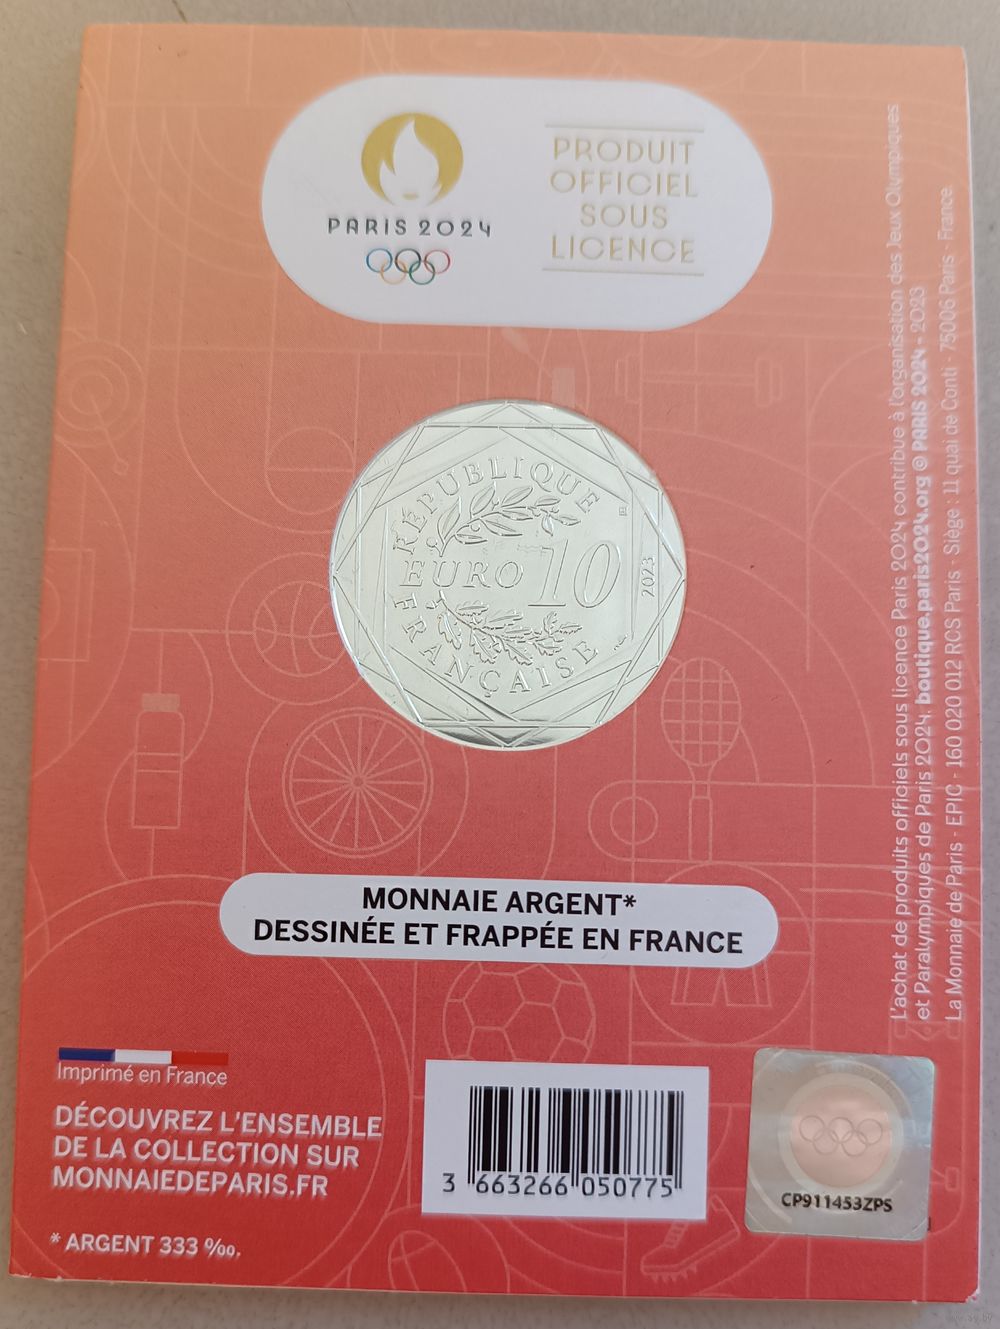 PARIS 2024
PRODUIT
OFFICIEL
SOUS
LICENCE
RÉPUBLIQUE
EURO 10
2023
FRANÇAISE
MONNAIE ARGENT*
DESSINÉE ET FRAPPÉE EN FRANCE
L'achat de produits officiels sous licence Paris 2024 contribue à l'organisation des Jeux Olympiques
et Paralympiques de Paris 2024. boutique.paris2024.org © PARIS 2024 - 2023
La Monnaie de Paris - EPIC - 160 020 012 RCS Paris - Siège : 11 quai de Conti - 75006 Paris - France.
Imprimé en France
DÉCOUVREZ L'ENSEMBLE
DE LA COLLECTION SUR
MONNAIEDEPARIS.FR
* ARGENT 333 ‰.
3 663266 050775
CP911453ZPS